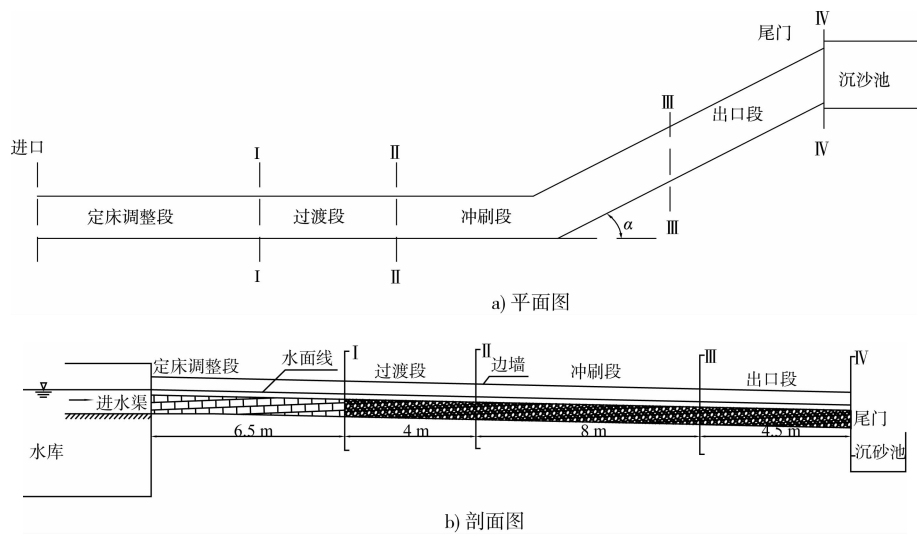 Ⅳ
尾门
沉沙池
Ⅲ
出口段
进口
Ⅰ
Ⅱ
Ⅳ
定床调整段
过渡段
冲刷段
α
Ⅲ
Ⅰ
Ⅱ
a) 平面图
定床调整段
水面线
Ⅰ
过渡段
Ⅱ
边墙
冲刷段
Ⅲ
出口段
Ⅳ
进水渠
尾门
6.5 m
4 m
8 m
4.5 m
水库
沉砂池
b) 剖面图